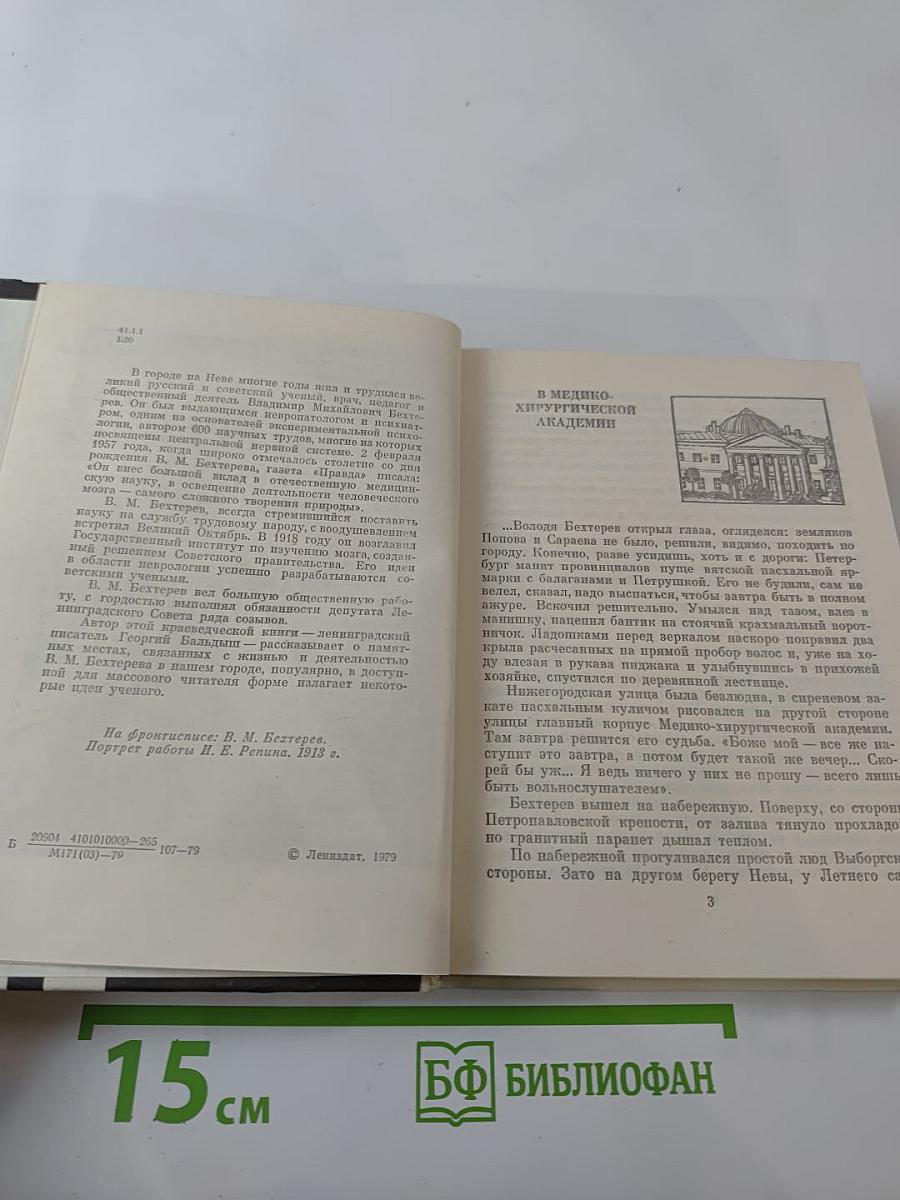 41.1.1
Б20
В городе на Неве многие годы жил и трудился ве-
ликий русский и советский ученый, врач, педагог и
общественный деятель Владимир Михайлович Бехте-
рев. Он был выдающимся невропатологом и психиат-
ром, одним из основателей экспериментальной психо-
логии, автором 600 научных трудов, многие из которых
посвящены центральной нервной системе. 2 февраля
1957 года, когда широко отмечалось столетие со дня
рождения В. М. Бехтерева, газета «Правда» писала:
«Он внес большой вклад в отечественную медицин-
скую науку, в освещение деятельности человеческого
мозга — самого сложного творения природы».
В. М. Бехтерев, всегда стремившийся поставить
науку на службу трудовому народу, с воодушевлением
встретил Великий Октябрь. В 1918 году он возглавил
Государственный институт по изучению мозга, создан-
ный решением Советского правительства. Его идеи
в области неврологии успешно разрабатываются со-
ветскими учеными.
В. М. Бехтерев вел большую общественную рабо-
ту, с гордостью выполнял обязанности депутата Ле-
нинградского Совета ряда созывов.
Автор этой краеведческой книги — ленинградский
писатель Георгий Бальдыш — рассказывает о памят-
ных местах, связанных с жизнью и деятельностью
В. М. Бехтерева в нашем городе, популярно, в доступ-
ной для массового читателя форме излагает некото-
рые идеи ученого.
На фронтисписе: В. М. Бехтерев.
Портрет работы И. Е. Репина. 1913 г.
Б 20904 4101010000—265
М171(03)—79 107—79
© Лениздат, 1979
В МЕДИКО-
ХИРУРГИЧЕСКОЙ
АКАДЕМИИ
...Володя Бехтерев открыл глаза, огляделся: земляков
Попова и Сараева не было, решили, видимо, походить по
городу. Конечно, разве усидишь, хоть и с дороги: Петер-
бург манит провинциалов пуще вятской пасхальной яр-
марки с балаганами и Петрушкой. Его не будили, сам не
велел, сказал, надо выспаться, чтобы завтра быть в полном
ажуре. Вскочил решительно. Умылся над тазом, влез в
манишку, нацепил бантик на стоячий крахмальный ворот-
ничок. Ладошками перед зеркалом наскоро поправил два
крыла расчесанных на прямой пробор волос и, уже на хо-
ду влезая в рукава пиджака и улыбнувшись в прихожей
хозяйке, спустился по деревянной лестнице.
Нижегородская улица была безлюдна, в сиреневом за-
кате пасхальным куличом рисовался на другой стороне
улицы главный корпус Медико-хирургической академии.
Там завтра решится его судьба. «Боже мой — все же на-
ступит это завтра, а потом будет такой же вечер... Ско-
рей бы уж... Я ведь ничего у них не прошу — всего лишь
быть вольнослушателем».
Бехтерев вышел на набережную. Поверху, со сторон
Петропавловской крепости, от залива тянуло прохладо
но гранитный парапет дышал теплом.
По набережной прогуливался простой люд Выборгск
стороны. Зато на другом берегу Невы, у Летнего са
3
15 см
БФ БИБЛИОФАН